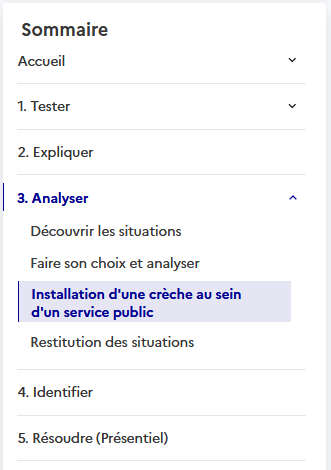 Sommaire
Accueil
1. Tester
2. Expliquer
3. Analyser
Découvrir les situations
Faire son choix et analyser
Installation d'une crèche au sein
d'un service public
Restitution des situations
4. Identifier
5. Résoudre (Présentiel)